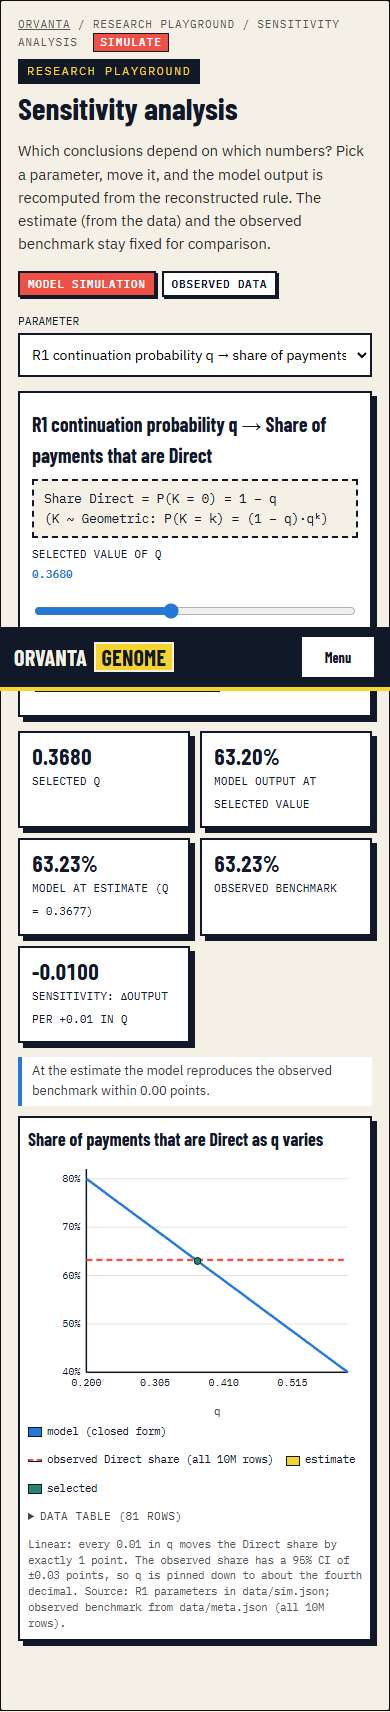 ORVANTA / RESEARCH PLAYGROUND / SENSITIVITY
ANALYSIS SIMULATE
RESEARCH PLAYGROUND
Sensitivity analysis
Which conclusions depend on which numbers? Pick
a parameter, move it, and the model output is
recomputed from the reconstructed rule. The
estimate (from the data) and the observed
benchmark stay fixed for comparison.
MODEL SIMULATION OBSERVED DATA
PARAMETER
R1 continuation probability q → share of payments
R1 continuation probability q → Share of
payments that are Direct
Share Direct = P(K = 0) = 1 − q
(K ~ Geometric: P(K = k) = (1 − q)·qᵏ)
SELECTED VALUE OF Q
0.3680
ORVANTA GENOME Menu
0.3680
SELECTED Q
63.20%
MODEL OUTPUT AT
SELECTED VALUE
63.23%
MODEL AT ESTIMATE (Q
= 0.3677)
63.23%
OBSERVED BENCHMARK
-0.0100
SENSITIVITY: ΔOUTPUT
PER +0.01 IN Q
At the estimate the model reproduces the observed
benchmark within 0.00 points.
Share of payments that are Direct as q varies
80%
70%
60%
50%
40%
0.200 0.305 0.410 0.515
q
model (closed form)
observed Direct share (all 10M rows) estimate
selected
▶ DATA TABLE (81 ROWS)
Linear: every 0.01 in q moves the Direct share by
exactly 1 point. The observed share has a 95% CI of
±0.03 points, so q is pinned down to about the fourth
decimal. Source: R1 parameters in data/sim.json;
observed benchmark from data/meta.json (all 10M
rows).